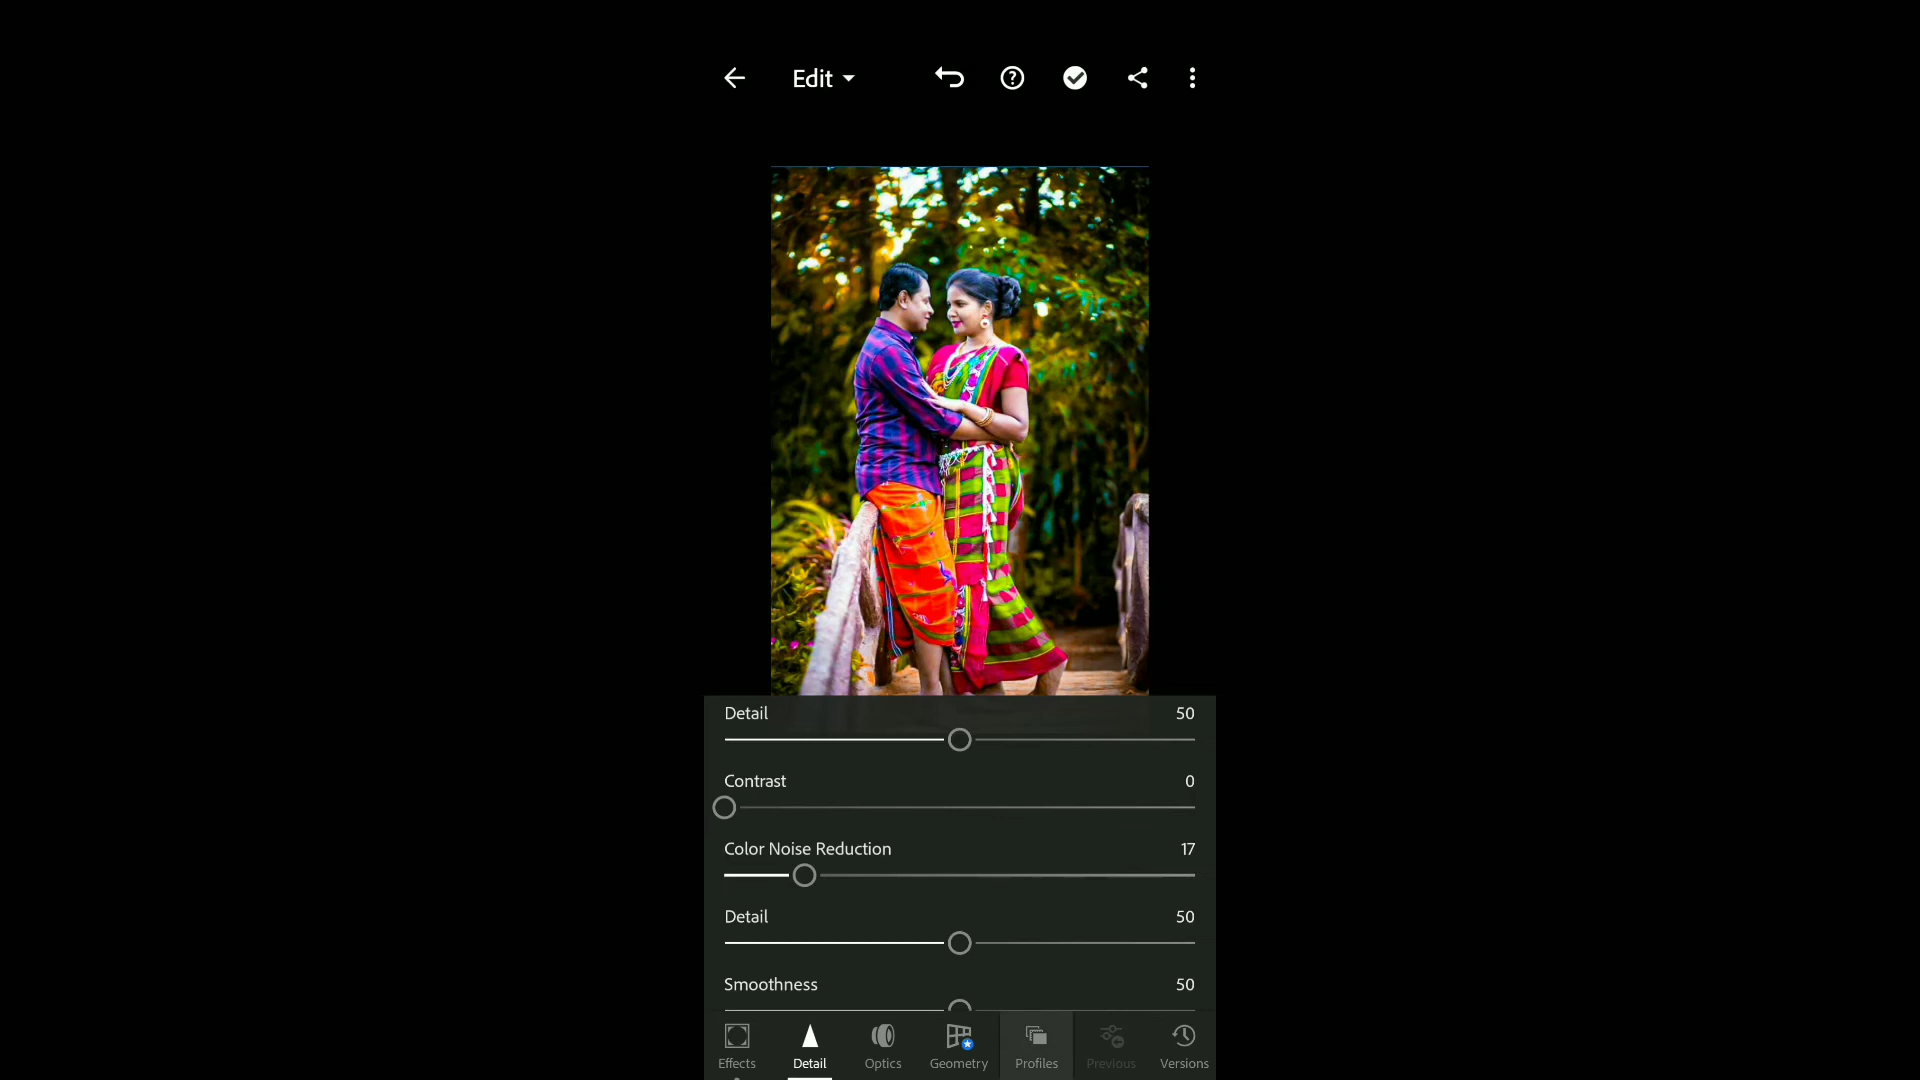 Edit
Detail 50
Contrast 0
Color Noise Reduction 17
Detail 50
Smoothness 50
Effects Detail Optics Geometry Profiles Previous Versions